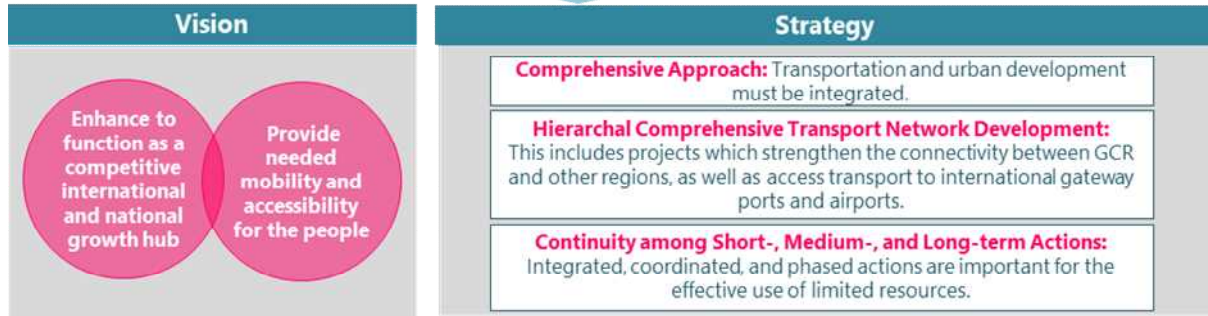 Vision
Enhance to
function as a
competitive
international
and national
growth hub
Provide
needed
mobility and
accessibility
for the people
Strategy
Comprehensive Approach: Transportation and urban development
must be integrated.
Hierarchal Comprehensive Transport Network Development:
This includes projects which strengthen the connectivity between GCR
and other regions, as well as access transport to international gateway
ports and airports.
Continuity among Short-, Medium-, and Long-term Actions:
Integrated, coordinated, and phased actions are important for the
effective use of limited resources.